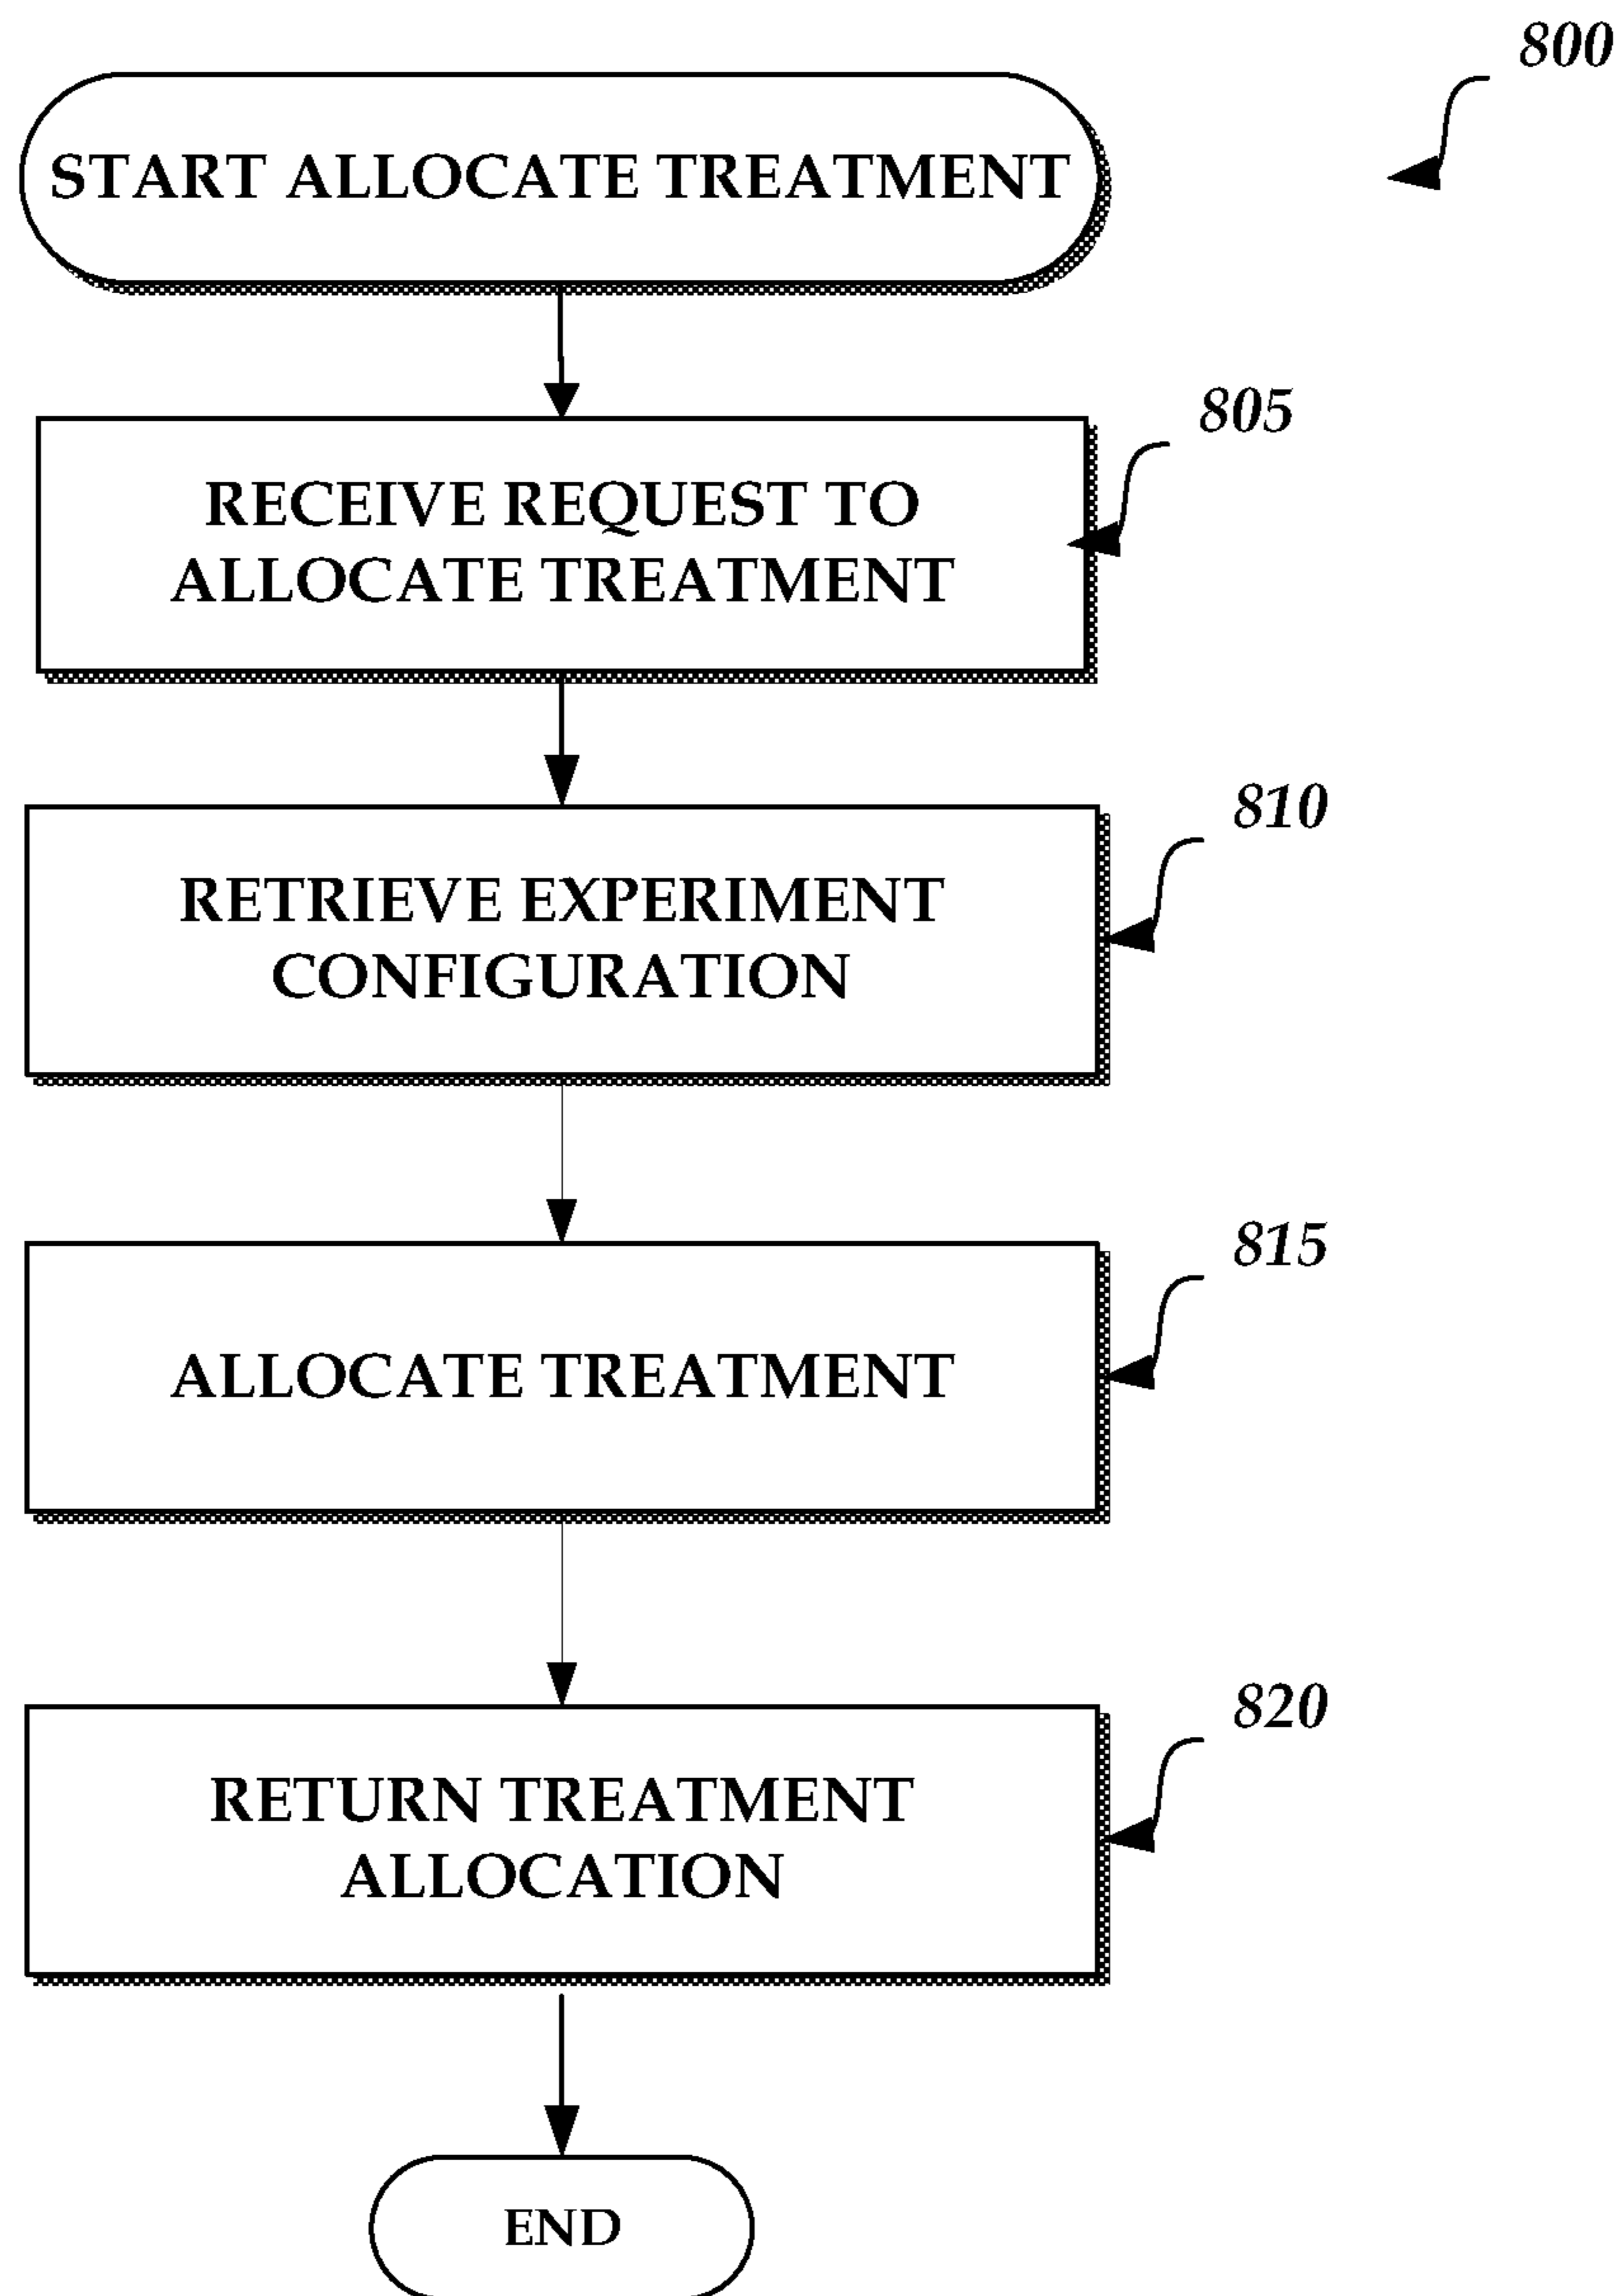 800
START ALLOCATE TREATMENT
805
RECEIVE REQUEST TO
ALLOCATE TREATMENT
810
RETRIEVE EXPERIMENT
CONFIGURATION
815
ALLOCATE TREATMENT
820
RETURN TREATMENT
ALLOCATION
END